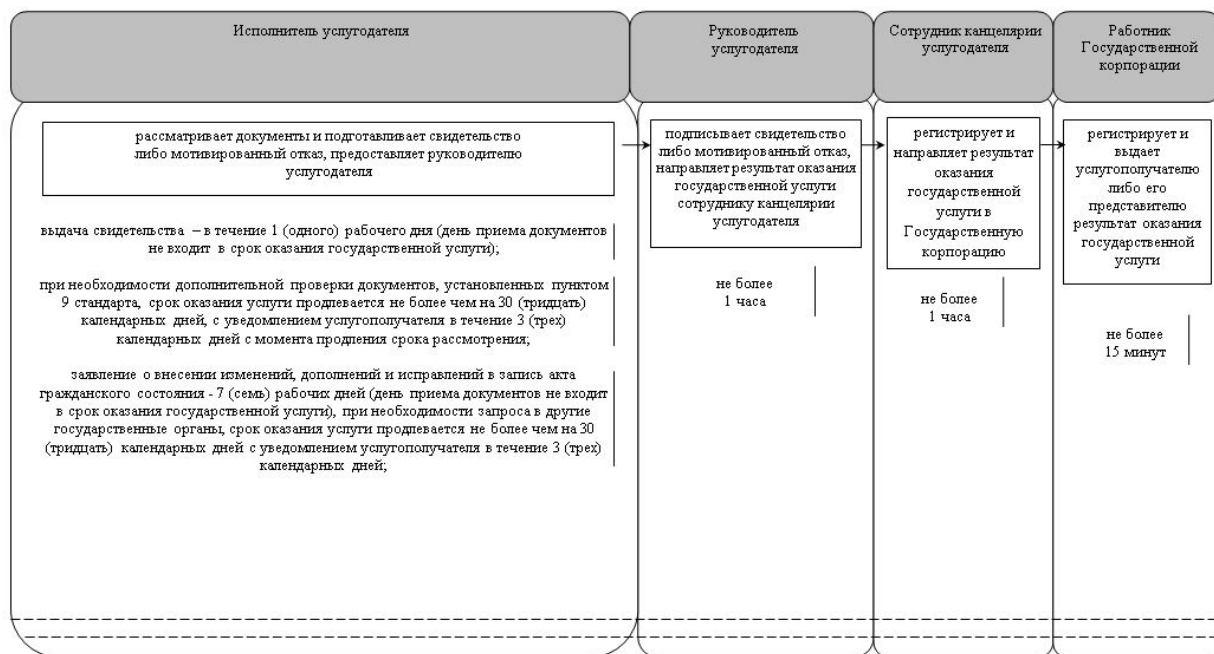 Исполнитель услугодателя
Руководитель
услугодателя
Сотрудник канцелярии
услугодателя
Работник
Государственной
корпорации
рассматривает документы и подготавливает свидетельство
либо мотивированный отказ, предоставляет руководителю
услугодателя
выдача свидетельства – в течение 1 (одного) рабочего дня (день приема документов
не входит в срок оказания государственной услуги);
при необходимости дополнительной проверки документов, установленных пунктом
9 стандарта, срок оказания услуги продлевается не более чем на 30 (тридцать)
календарных дней, с уведомлением услугополучателя в течение 3 (трех)
календарных дней с момента продления срока рассмотрения;
заявление о внесении изменений, дополнений и исправлений в запись акта
гражданского состояния - 7 (семь) рабочих дней (день приема документов не входит
в срок оказания государственной услуги), при необходимости запроса в другие
государственные органы, срок оказания услуги продлевается не более чем на 30
(тридцать) календарных дней с уведомлением услугополучателя в течение 3 (трех)
календарных дней;
подписывает свидетельство
либо мотивированный отказ,
направляет результат оказания
государственной услуги
сотруднику канцелярии
услугодателя
не более
1 часа
регистрирует и
направляет результат
оказания
государственной
услуги в
Государственную
корпорацию
не более
1 часа
регистрирует и
выдает
услугополучателю
либо его
представителю
результат оказания
государственной
услуги
не более
15 минут